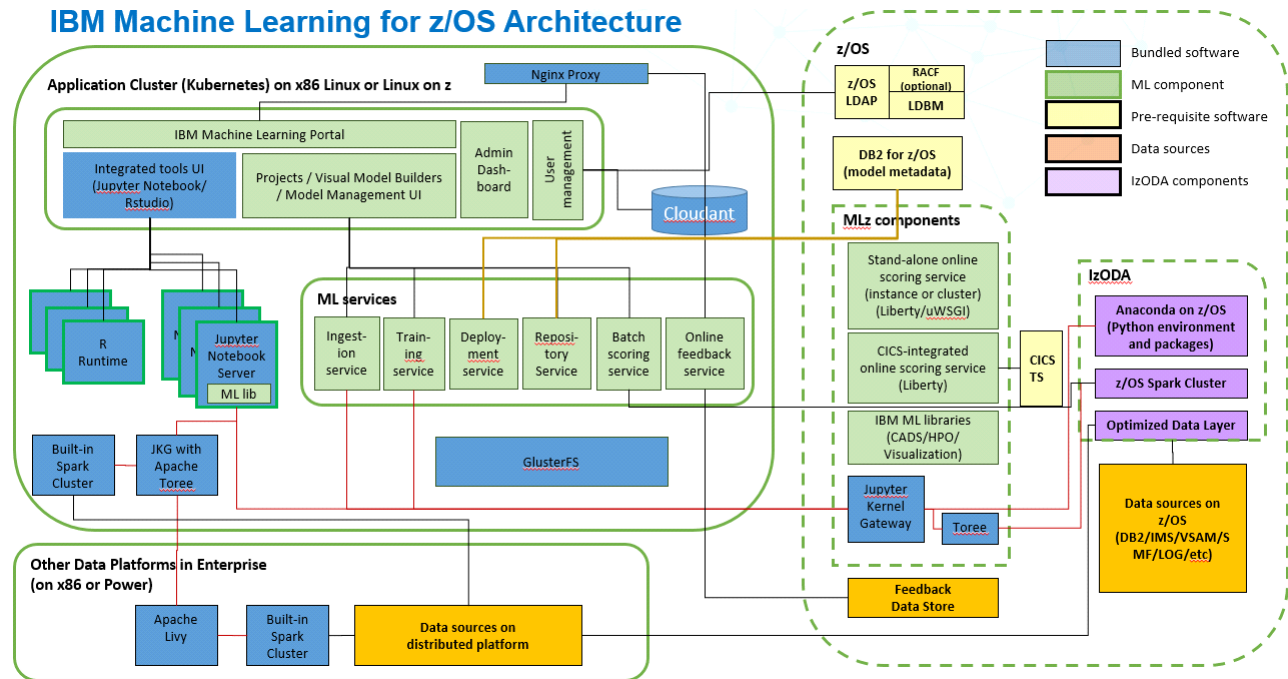 IBM Machine Learning for z/OS Architecture
Application Cluster (Kubernetes) on x86 Linux or Linux on z
Nginx Proxy
IBM Machine Learning Portal
Integrated tools UI
(Jupyter Notebook/
Rstudio)
Projects / Visual Model Builders
/ Model Management UI
Admin
Dash-
board
User
management
Cloudant
R
Runtime
Jupyter
Notebook
Server
ML lib
ML services
Ingest-
ion
service
Train-
ing
service
Deploy-
ment
service
Reposi-
tory
Service
Batch
scoring
service
Online
feedback
service
Built-in
Spark
Cluster
JKG with
Apache
Toree
GlusterFS
Other Data Platforms in Enterprise
(on x86 or Power)
Apache
Livy
Built-in
Spark
Cluster
Data sources on
distributed platform
z/OS
z/OS
LDAP
RACF
(optional)
LDBM
DB2 for z/OS
(model metadata)
MLz components
Stand-alone online
scoring service
(instance or cluster)
(Liberty/uWSGI)
CICS-integrated
online scoring service
(Liberty)
CICS
TS
IBM ML libraries
(CADS/HPO/
Visualization)
Jupyter
Kernel
Gateway
Toree
Feedback
Data Store
Bundled software
ML component
Pre-requisite software
Data sources
IzODA components
IzODA
Anaconda on z/OS
(Python environment
and packages)
z/OS Spark Cluster
Optimized Data Layer
Data sources on
z/OS
(DB2/IMS/VSAM/S
MF/LOG/etc)